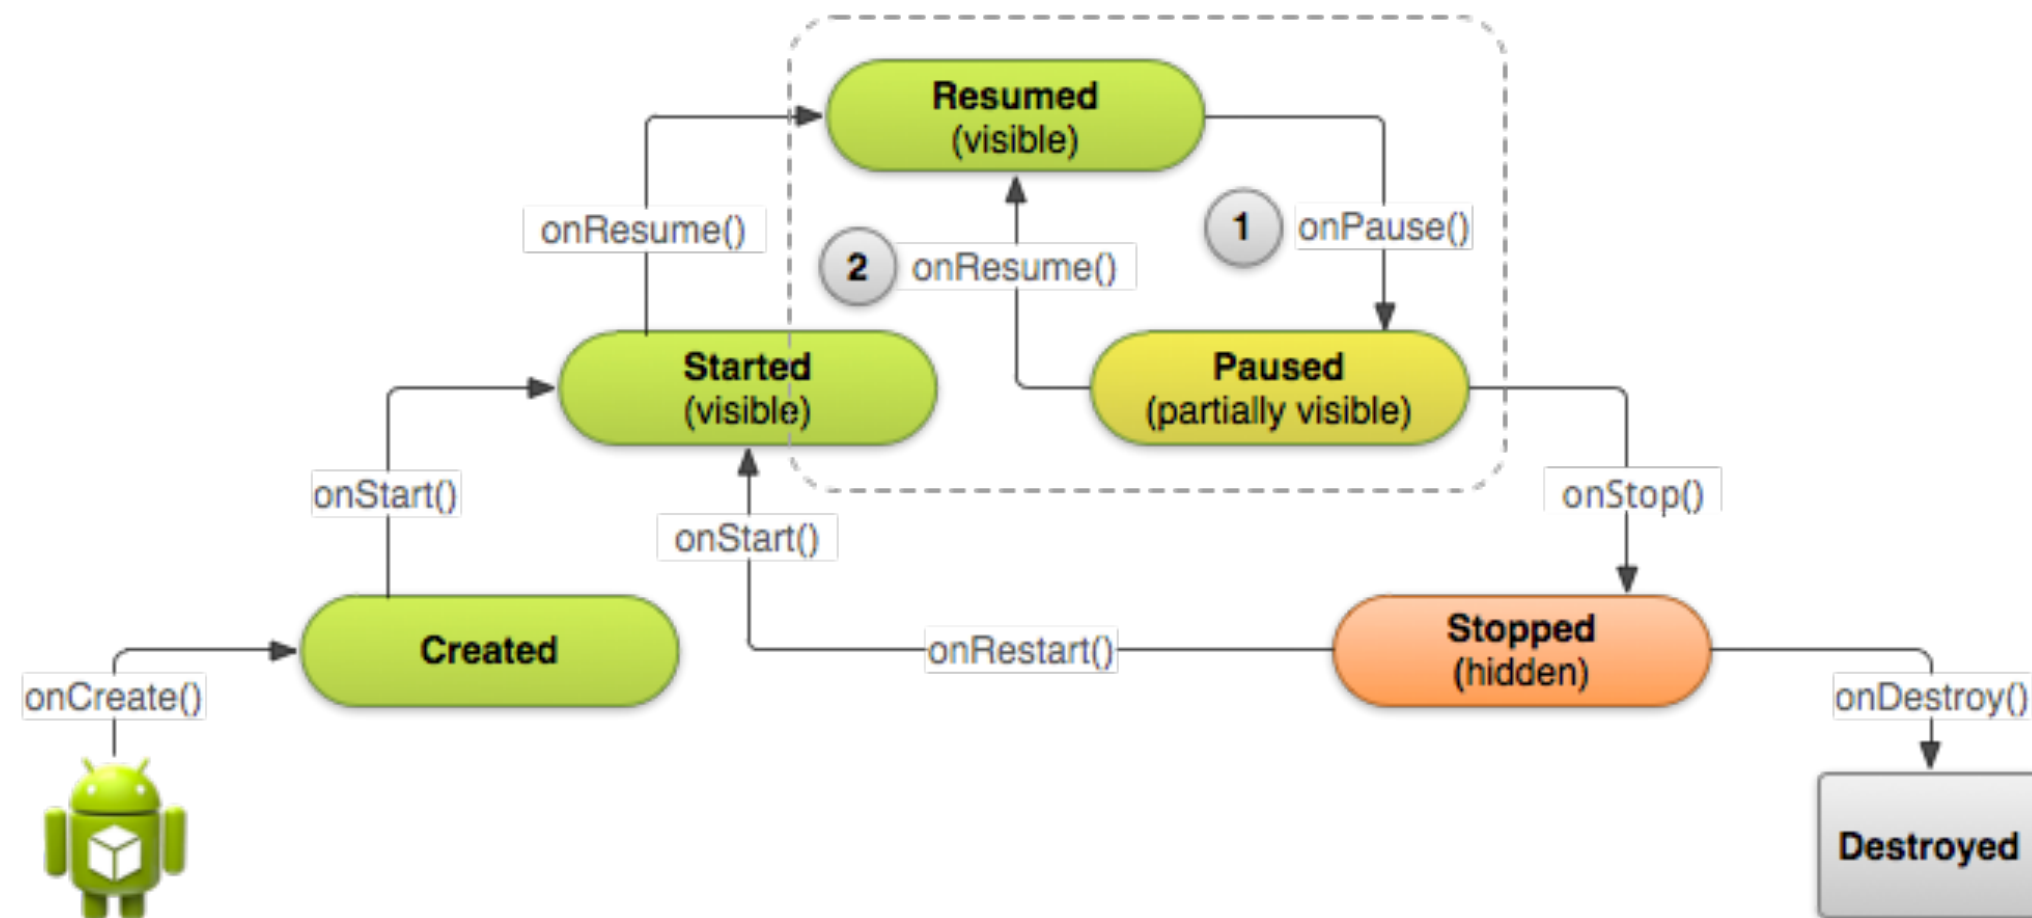 Resumed
(visible)
onResume()
1
onPause()
2
onResume()
Started
(visible)
Paused
(partially visible)
onStart()
onStop()
onStart()
Created
onRestart()
Stopped
(hidden)
onCreate()
onDestroy()
Destroyed